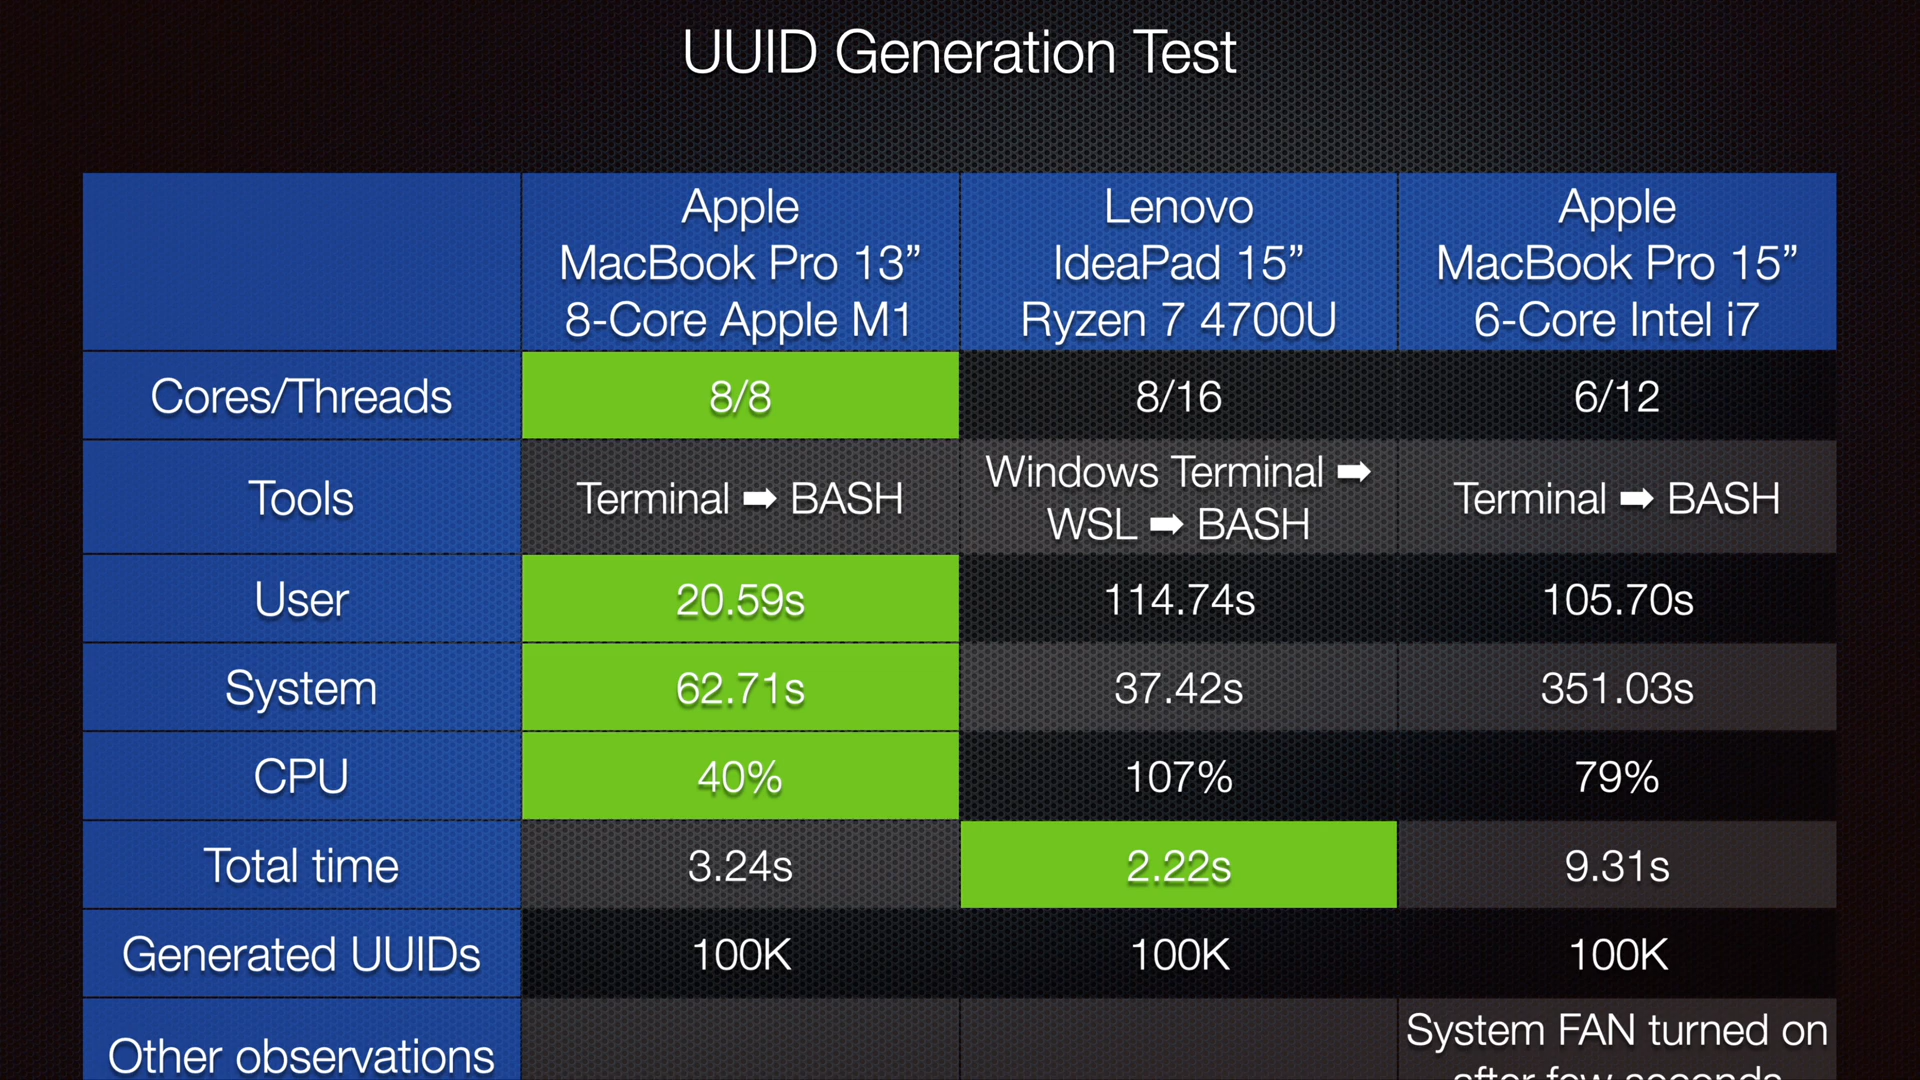 UUID Generation Test
Apple
MacBook Pro 13”
8-Core Apple M1
Lenovo
IdeaPad 15”
Ryzen 7 4700U
Apple
MacBook Pro 15”
6-Core Intel i7
Cores/Threads
8/8
8/16
6/12
Tools
Terminal ➡ BASH
Windows Terminal ➡
WSL ➡ BASH
Terminal ➡ BASH
User
20.59s
114.74s
105.70s
System
62.71s
37.42s
351.03s
CPU
40%
107%
79%
Total time
3.24s
2.22s
9.31s
Generated UUIDs
100K
100K
100K
Other observations
System FAN turned on
after few seconds